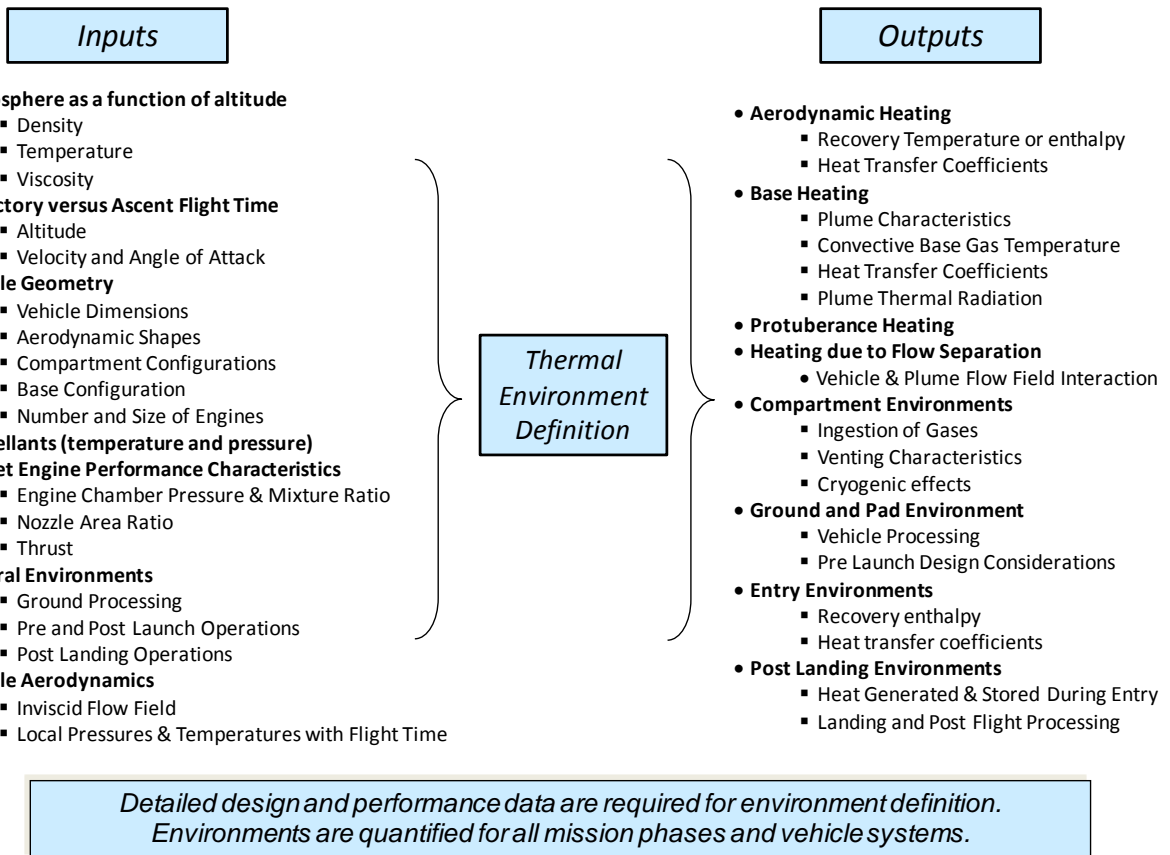 Inputs
sphere as a function of altitude
▪ Density
▪ Temperature
▪ Viscosity
ctory versus Ascent Flight Time
▪ Altitude
▪ Velocity and Angle of Attack
le Geometry
▪ Vehicle Dimensions
▪ Aerodynamic Shapes
▪ Compartment Configurations
▪ Base Configuration
▪ Number and Size of Engines
ellants (temperature and pressure)
et Engine Performance Characteristics
▪ Engine Chamber Pressure & Mixture Ratio
▪ Nozzle Area Ratio
▪ Thrust
ral Environments
▪ Ground Processing
▪ Pre and Post Launch Operations
▪ Post Landing Operations
le Aerodynamics
▪ Inviscid Flow Field
▪ Local Pressures & Temperatures with Flight Time
Thermal
Environment
Definition
Outputs
• Aerodynamic Heating
▪ Recovery Temperature or enthalpy
▪ Heat Transfer Coefficients
• Base Heating
▪ Plume Characteristics
▪ Convective Base Gas Temperature
▪ Heat Transfer Coefficients
▪ Plume Thermal Radiation
• Protuberance Heating
• Heating due to Flow Separation
• Vehicle & Plume Flow Field Interaction
• Compartment Environments
▪ Ingestion of Gases
▪ Venting Characteristics
▪ Cryogenic effects
• Ground and Pad Environment
▪ Vehicle Processing
▪ Pre Launch Design Considerations
• Entry Environments
▪ Recovery enthalpy
▪ Heat transfer coefficients
• Post Landing Environments
▪ Heat Generated & Stored During Entry
▪ Landing and Post Flight Processing
Detailed design and performance data are required for environment definition.
Environments are quantified for all mission phases and vehicle systems.